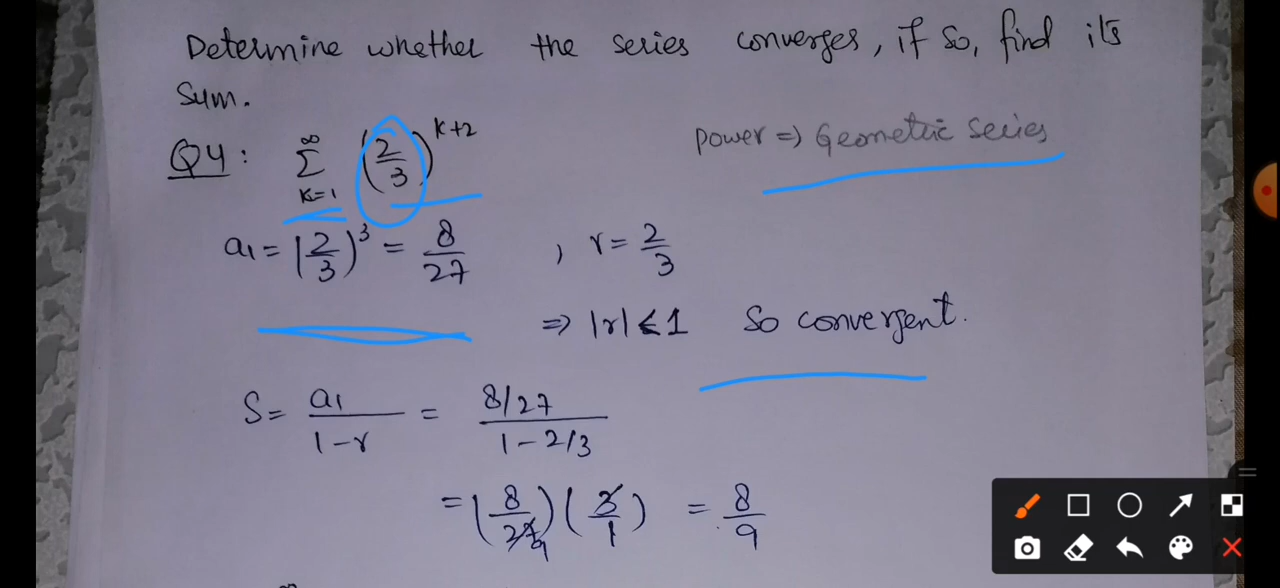 Determine whether the series converges, if so, find its
sum.
Q4: ∞ Σ K=1 (2/3)^K+2 power => Geometric Series
a1 = (2/3)^3 = 8/27 , r = 2/3
=> |r| < 1 So convergent.
S = a1/1-r = 8/27/1-2/3
= (8/27 9) (3/1) = 8/9